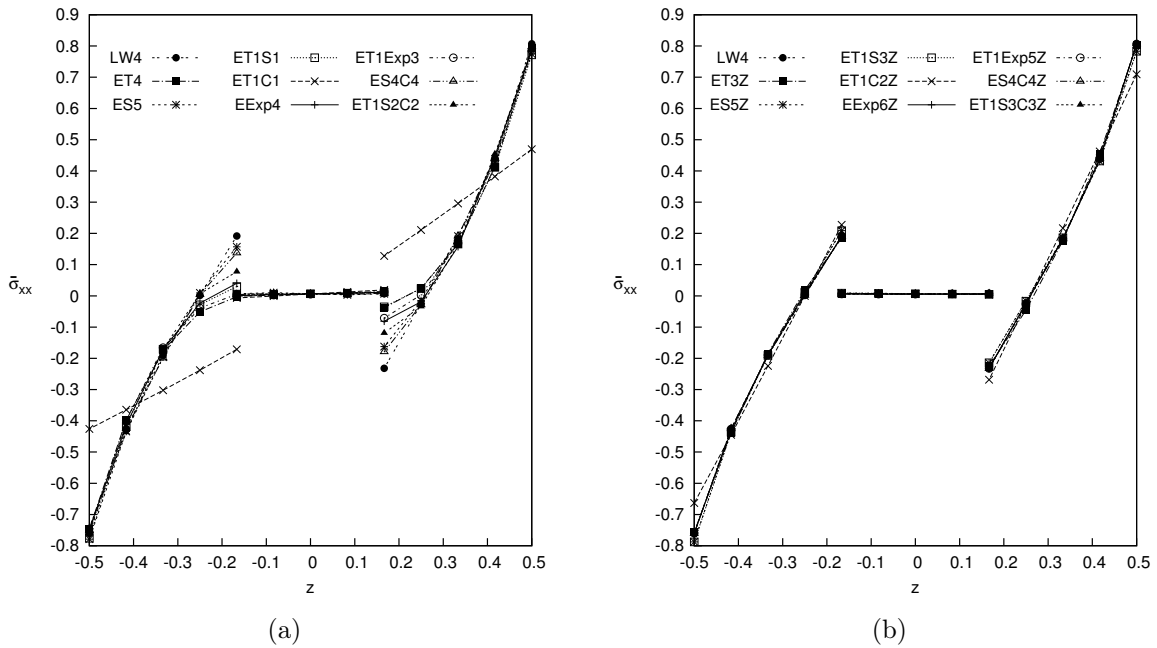 0.9
0.8
0.7
0.6
0.5
0.4
0.3
0.2
0.1
0
-0.1
-0.2
-0.3
-0.4
-0.5
-0.6
-0.7
-0.8
σ̄xx
LW4 ET1S1 ET1Exp3
ET4 ET1C1 ES4C4
ES5 EExp4 ET1S2C2
-0.5 -0.4 -0.3 -0.2 -0.1 0 0.1 0.2 0.3 0.4 0.5
z
(a)
0.9
0.8
0.7
0.6
0.5
0.4
0.3
0.2
0.1
0
-0.1
-0.2
-0.3
-0.4
-0.5
-0.6
-0.7
-0.8
σ̄xx
LW4 ET1S3Z ET1Exp5Z
ET3Z ET1C2Z ES4C4Z
ES5Z EExp6Z ET1S3C3Z
-0.5 -0.4 -0.3 -0.2 -0.1 0 0.1 0.2 0.3 0.4 0.5
z
(b)